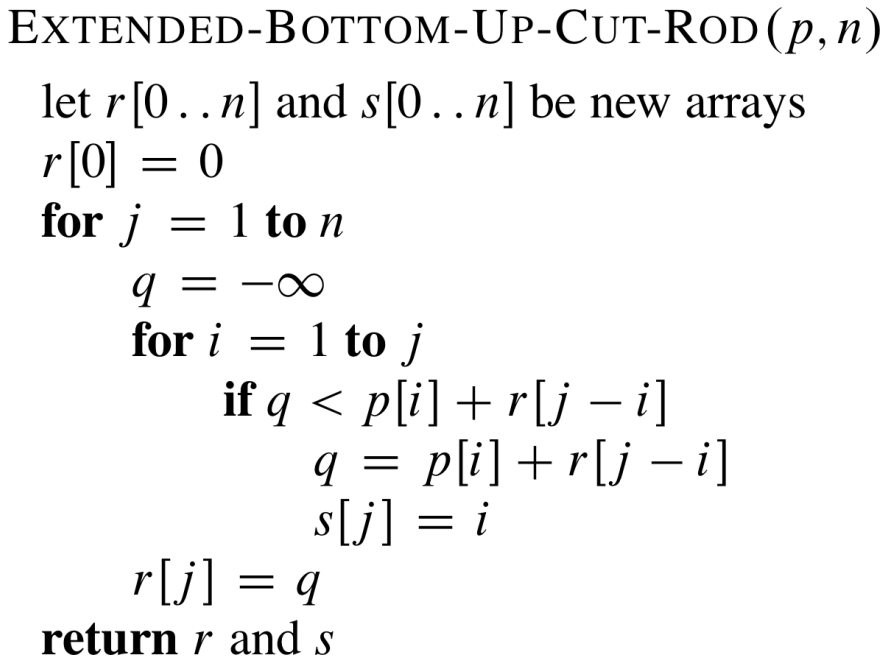 EXTENDED-BOTTOM-UP-CUT-ROD(p, n)
let r[0 . . n] and s[0 . . n] be new arrays
r[0] = 0
for j = 1 to n
q = −∞
for i = 1 to j
if q < p[i] + r[j − i]
q = p[i] + r[j − i]
s[j] = i
r[j] = q
return r and s